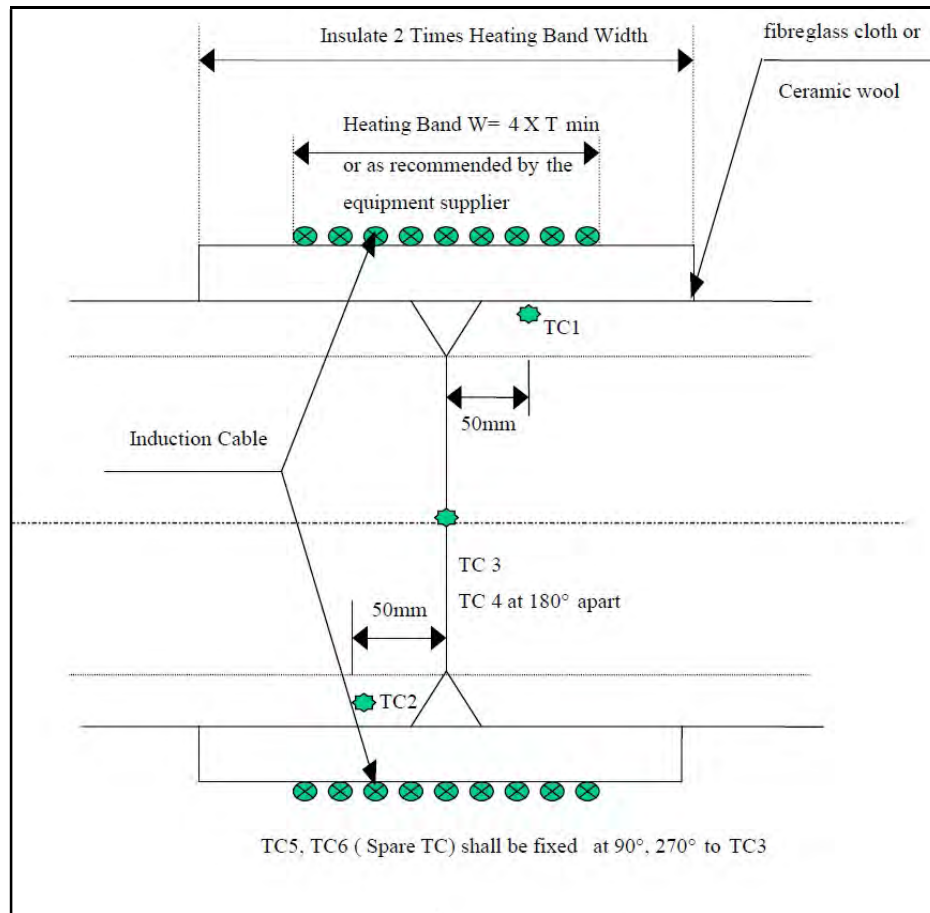 Insulate 2 Times Heating Band Width
fibreglass cloth or
Ceramic wool
Heating Band W= 4 X T min
or as recommended by the
equipment supplier
TC1
50mm
Induction Cable
TC 3
TC 4 at 180° apart
50mm
TC2
TC5, TC6 ( Spare TC) shall be fixed at 90°, 270° to TC3